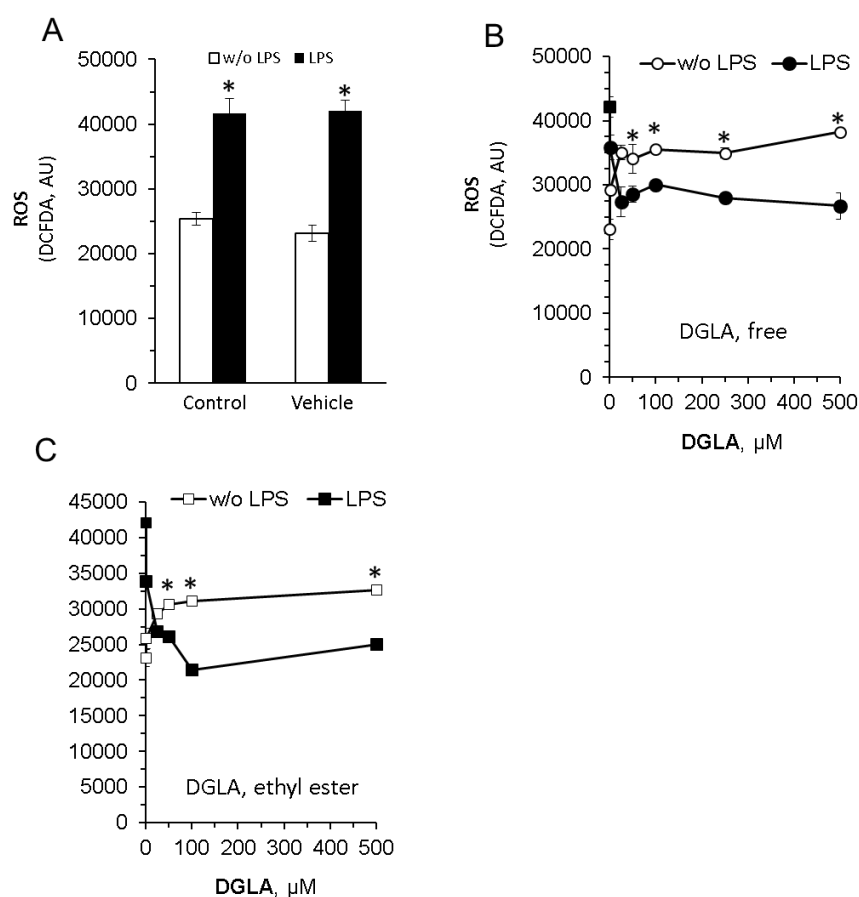 A
w/o LPS LPS
50000
40000
30000
20000
10000
0
ROS
(DCFDA, AU)
* *
Control Vehicle
B
w/o LPS LPS
50000
40000
30000
20000
10000
0
ROS
(DCFDA, AU)
* * * *
DGLA, free
0 100 200 300 400 500
DGLA, µM
C
w/o LPS LPS
45000
40000
35000
30000
25000
20000
15000
10000
5000
0
ROS
(DCFDA, AU)
* * *
DGLA, ethyl ester
0 100 200 300 400 500
DGLA, µM